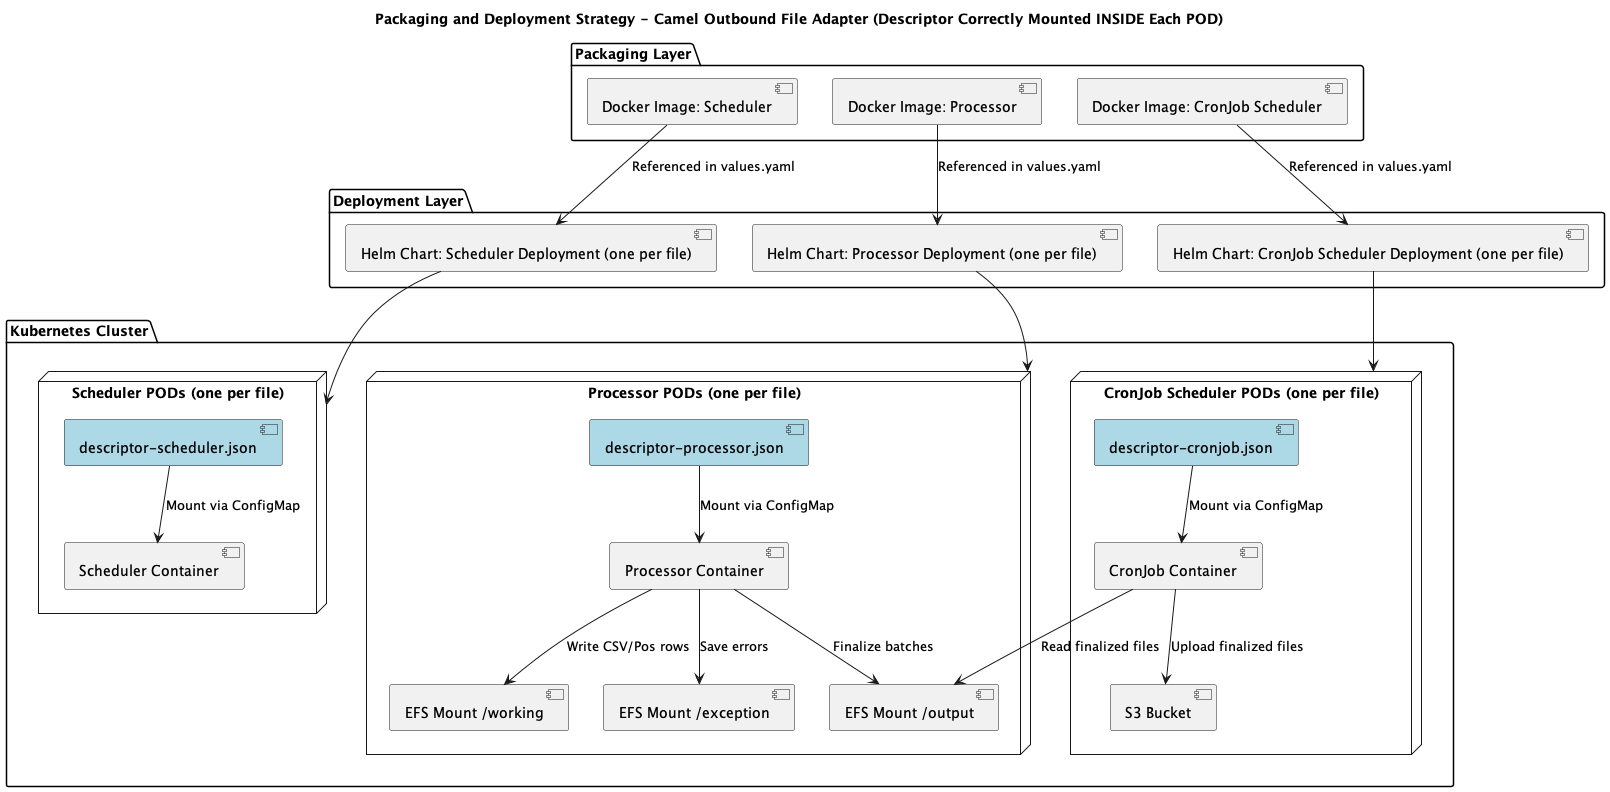 Packaging and Deployment Strategy - Camel Outbound File Adapter (Descriptor Correctly Mounted INSIDE Each POD)
Packaging Layer
Docker Image: Scheduler
Docker Image: Processor
Docker Image: CronJob Scheduler
Referenced in values.yaml
Referenced in values.yaml
Referenced in values.yaml
Deployment Layer
Helm Chart: Scheduler Deployment (one per file)
Helm Chart: Processor Deployment (one per file)
Helm Chart: CronJob Scheduler Deployment (one per file)
Kubernetes Cluster
Scheduler PODs (one per file)
Processor PODs (one per file)
CronJob Scheduler PODs (one per file)
descriptor-scheduler.json
descriptor-processor.json
descriptor-cronjob.json
Mount via ConfigMap
Mount via ConfigMap
Mount via ConfigMap
Scheduler Container
Processor Container
CronJob Container
Write CSV/Pos rows
Save errors
Finalize batches
Read finalized files
Upload finalized files
EFS Mount /working
EFS Mount /exception
EFS Mount /output
S3 Bucket